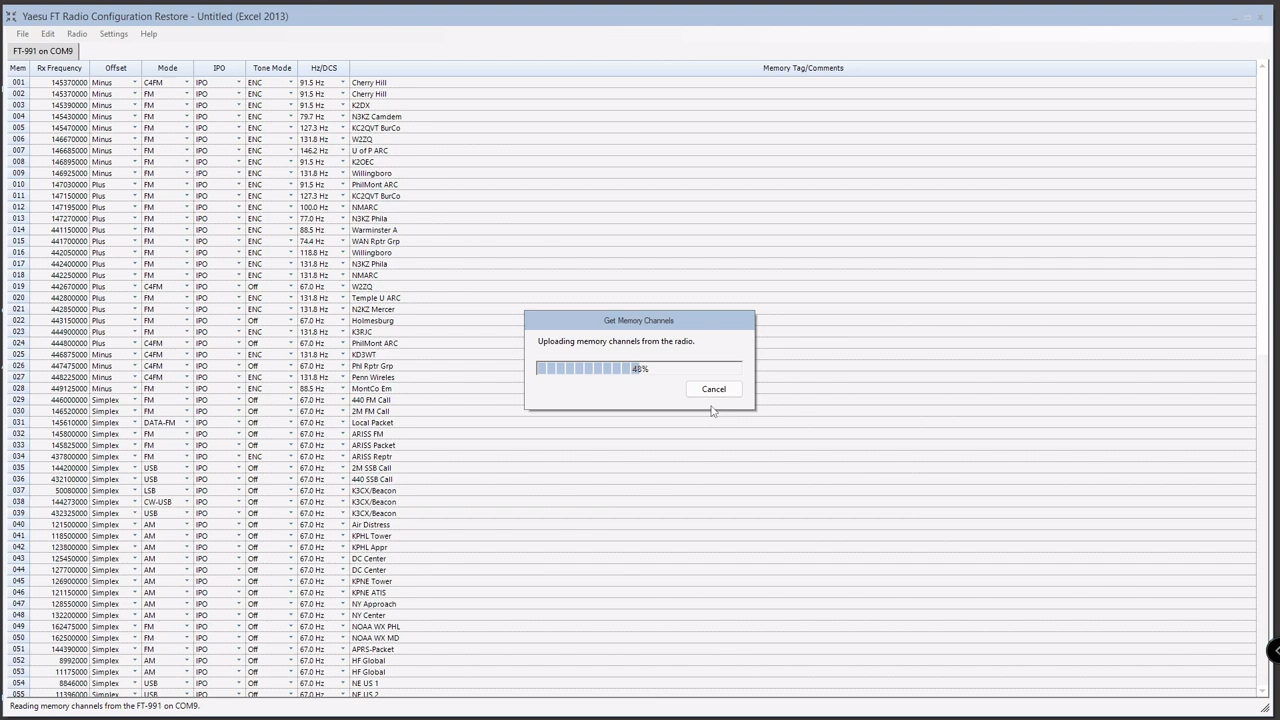 Yaesu FT Radio Configuration Restore - Untitled (Excel 2013)
File Edit Radio Settings Help
FT-991 on COM9
Mem Rx Frequency Offset Mode IPO Tone Mode Hz/DCS Memory Tag/Comments
001 145370000 Minus C4FM IPO ENC 91.5 Hz Cherry Hill
002 145370000 Minus FM IPO ENC 91.5 Hz Cherry Hill
003 145390000 Minus FM IPO ENC 91.5 Hz K2DX
004 145430000 Minus FM IPO ENC 79.7 Hz N3KZ Camdem
005 145470000 Minus FM IPO ENC 127.3 Hz KC2QVT BurCo
006 146670000 Minus FM IPO ENC 131.8 Hz W2ZQ
007 146685000 Minus FM IPO ENC 146.2 Hz U of P ARC
008 146895000 Minus FM IPO ENC 91.5 Hz K2OEC
009 146925000 Minus FM IPO ENC 131.8 Hz Willingboro
010 147030000 Plus FM IPO ENC 91.5 Hz PhilMont ARC
011 147150000 Plus FM IPO ENC 127.3 Hz KC2QVT BurCo
012 147195000 Plus FM IPO ENC 100.0 Hz NMARC
013 147270000 Plus FM IPO ENC 77.0 Hz N3KZ Phila
014 441150000 Plus FM IPO ENC 88.5 Hz Warminster A
015 441700000 Plus FM IPO ENC 74.4 Hz WAN Rptr Grp
016 442050000 Plus FM IPO ENC 118.8 Hz Willingboro
017 442400000 Plus FM IPO ENC 131.8 Hz N3KZ Phila
018 442250000 Plus FM IPO ENC 131.8 Hz NMARC
019 442670000 Plus C4FM IPO Off 67.0 Hz W2ZQ
020 442800000 Plus FM IPO ENC 131.8 Hz Temple U ARC
021 442850000 Plus FM IPO ENC 131.8 Hz N2KZ Mercer
022 443150000 Plus FM IPO Off 67.0 Hz Holmesburg
023 444900000 Plus FM IPO ENC 131.8 Hz K3RJC
024 444800000 Plus C4FM IPO Off 67.0 Hz PhilMont ARC
025 446875000 Minus C4FM IPO ENC 131.8 Hz KD3WT
026 447475000 Minus C4FM IPO Off 67.0 Hz Phl Rptr Grp
027 448225000 Minus C4FM IPO ENC 131.8 Hz Penn Wireles
028 449125000 Minus FM IPO ENC 88.5 Hz MontCo Em
029 446000000 Simplex FM IPO Off 67.0 Hz 440 FM Call
030 146520000 Simplex FM IPO Off 67.0 Hz 2M FM Call
031 145610000 Simplex DATA-FM IPO Off 67.0 Hz Local Packet
032 145800000 Simplex FM IPO Off 67.0 Hz ARISS FM
033 145825000 Simplex FM IPO Off 67.0 Hz ARISS Packet
034 437800000 Simplex FM IPO ENC 67.0 Hz ARISS Reptr
035 144200000 Simplex USB IPO Off 67.0 Hz 2M SSB Call
036 432100000 Simplex USB IPO Off 67.0 Hz 440 SSB Call
037 50080000 Simplex LSB IPO Off 67.0 Hz K3CX/Beacon
038 144273000 Simplex CW-USB IPO Off 67.0 Hz K3CX/Beacon
039 432325000 Simplex USB IPO Off 67.0 Hz K3CX/Beacon
040 121500000 Simplex AM IPO Off 67.0 Hz Air Distress
041 118500000 Simplex AM IPO Off 67.0 Hz KPHL Tower
042 123800000 Simplex AM IPO Off 67.0 Hz KPHL Appr
043 125450000 Simplex AM IPO Off 67.0 Hz DC Center
044 127700000 Simplex AM IPO Off 67.0 Hz DC Center
045 126900000 Simplex AM IPO Off 67.0 Hz KPNE Tower
046 121150000 Simplex AM IPO Off 67.0 Hz KPNE ATIS
047 128550000 Simplex AM IPO Off 67.0 Hz NY Approach
048 132200000 Simplex AM IPO Off 67.0 Hz NY Center
049 162475000 Simplex FM IPO Off 67.0 Hz NOAA WX PHL
050 162500000 Simplex FM IPO Off 67.0 Hz NOAA WX MD
051 144390000 Simplex FM IPO Off 67.0 Hz APRS-Packet
052 8992000 Simplex AM IPO Off 67.0 Hz HF Global
053 11175000 Simplex AM IPO Off 67.0 Hz HF Global
054 8846000 Simplex USB IPO Off 67.0 Hz NE US 1
055 11396000 Simplex USB IPO Off 67.0 Hz NE US 2
Get Memory Channels
Uploading memory channels from the radio.
48%
Cancel
Reading memory channels from the FT-991 on COM9.